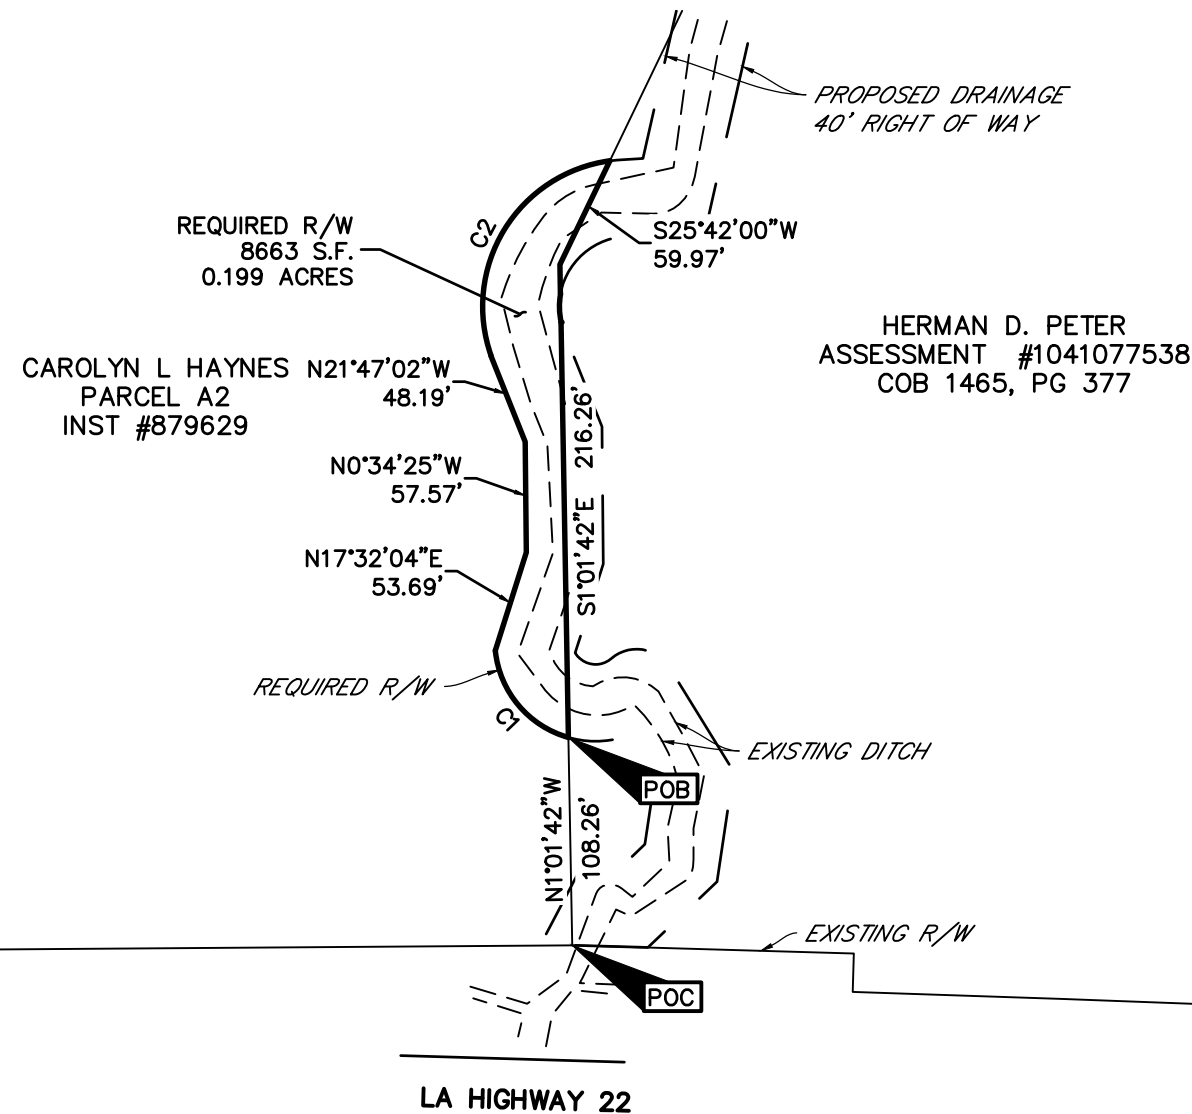 PROPOSED DRAINAGE
40' RIGHT OF WAY
C2
REQUIRED R/W
8663 S.F.
0.199 ACRES
S25°42'00"W
59.97'
HERMAN D. PETER
ASSESSMENT #1041077538
COB 1465, PG 377
CAROLYN L HAYNES
PARCEL A2
INST #879629
N21°47'02"W
48.19'
S1°01'42"E 216.26'
N0°34'25"W
57.57'
N17°32'04"E
53.69'
REQUIRED R/W
C1
EXISTING DITCH
POB
N1°01'42"W
108.26'
EXISTING R/W
POC
LA HIGHWAY 22